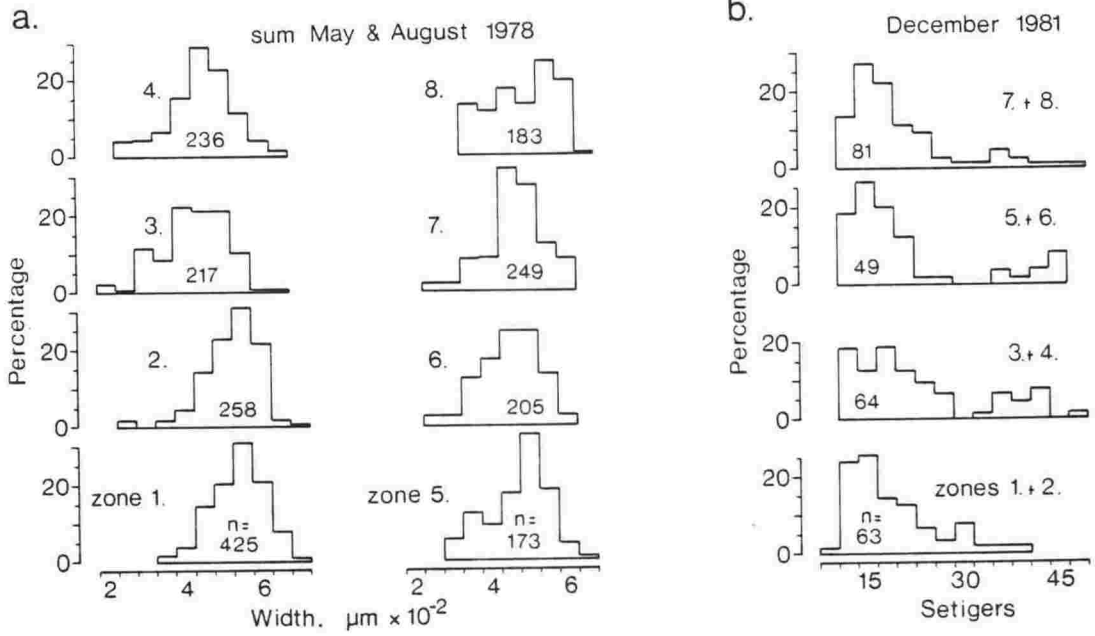 a.
sum May & August 1978
Percentage
20
0
4.
236
8.
183
20
0
3.
217
7.
249
20
0
2.
258
6.
205
20
0
zone 1.
n=
425
zone 5.
n=
173
2 4 6
2 4 6
Width. µm x 10⁻²
b.
December 1981
Percentage
20
0
7. + 8.
81
20
0
5. + 6.
49
20
0
3. + 4.
64
20
0
zones 1. + 2.
n=
63
15 30 45
Setigers